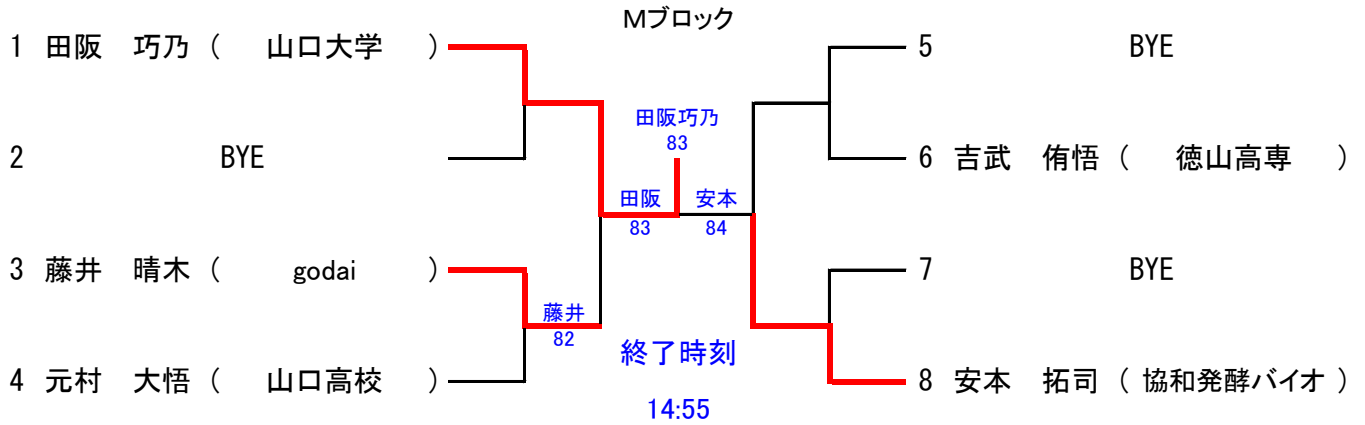 Mブロック
1 田阪 巧乃 ( 山口大学 )
2 BYE
3 藤井 晴木 ( godai )
4 元村 大悟 ( 山口高校 )
藤井
82
田阪
83
田阪巧乃
83
安本
84
終了時刻
14:55
5 BYE
6 吉武 侑悟 ( 徳山高専 )
7 BYE
8 安本 拓司 ( 協和発酵バイオ )